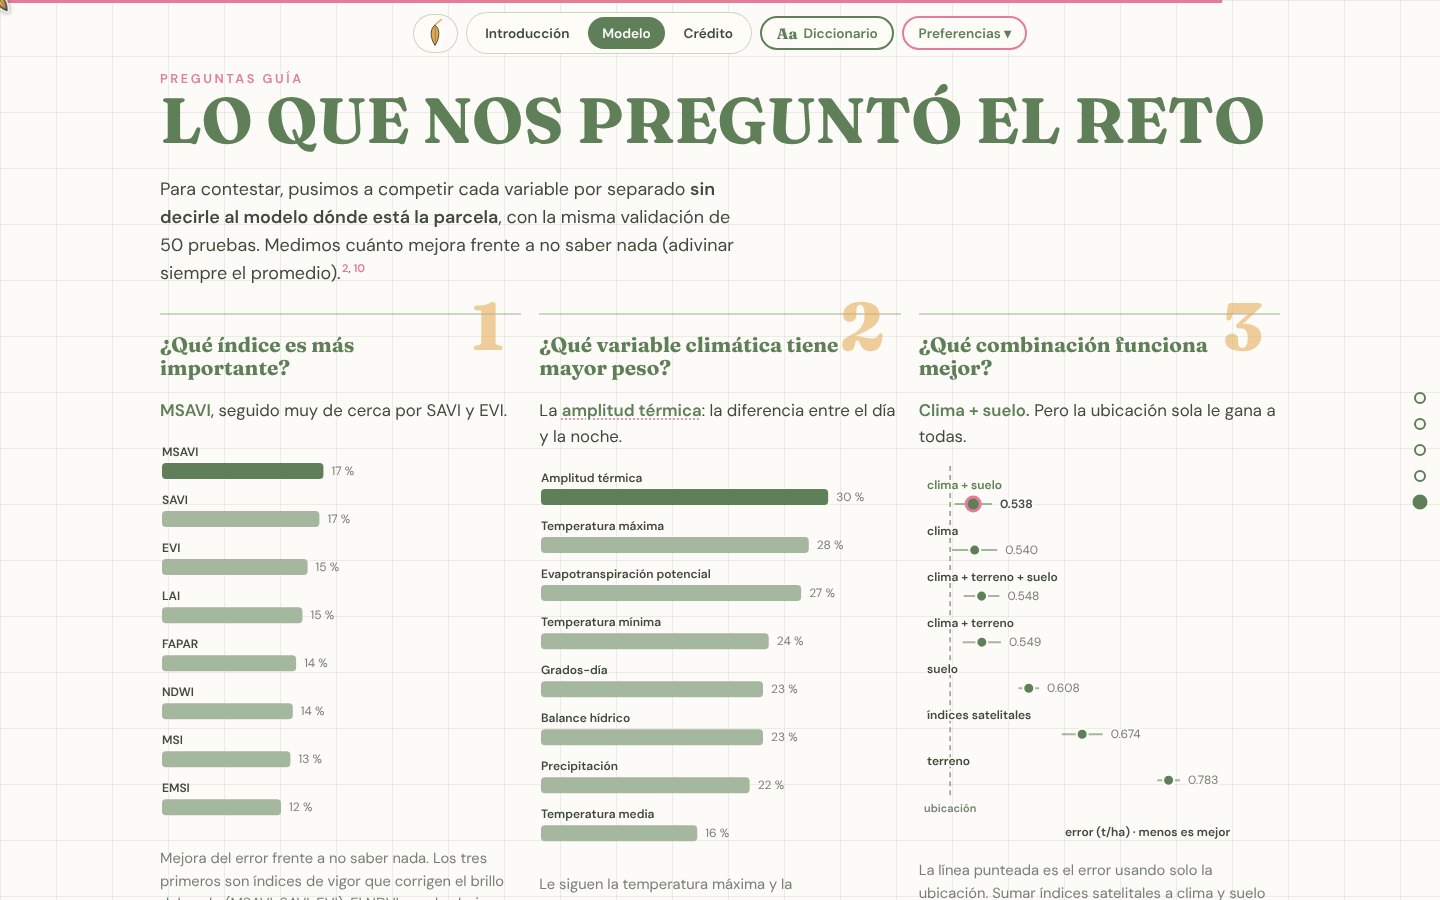 Introducción
Modelo
Crédito
Aa Diccionario
Preferencias ▾
PREGUNTAS GUÍA
LO QUE NOS PREGUNTÓ EL RETO
Para contestar, pusimos a competir cada variable por separado sin
decirle al modelo dónde está la parcela, con la misma validación de
50 pruebas. Medimos cuánto mejora frente a no saber nada (adivinar
siempre el promedio).2, 10
1
¿Qué índice es más
importante?
MSAVI, seguido muy de cerca por SAVI y EVI.
MSAVI
17 %
SAVI
17 %
EVI
15 %
LAI
15 %
FAPAR
14 %
NDWI
14 %
MSI
13 %
EMSI
12 %
Mejora del error frente a no saber nada. Los tres
primeros son índices de vigor que corrigen el brillo
2
¿Qué variable climática tiene
mayor peso?
La amplitud térmica: la diferencia entre el día
y la noche.
Amplitud térmica
30 %
Temperatura máxima
28 %
Evapotranspiración potencial
27 %
Temperatura mínima
24 %
Grados-día
23 %
Balance hídrico
23 %
Precipitación
22 %
Temperatura media
16 %
Le siguen la temperatura máxima y la
3
¿Qué combinación funciona
mejor?
Clima + suelo. Pero la ubicación sola le gana a
todas.
clima + suelo
0.538
clima
0.540
clima + terreno + suelo
0.548
clima + terreno
0.549
suelo
0.608
índices satelitales
0.674
terreno
0.783
ubicación
error (t/ha) · menos es mejor
La línea punteada es el error usando solo la
ubicación. Sumar índices satelitales a clima y suelo